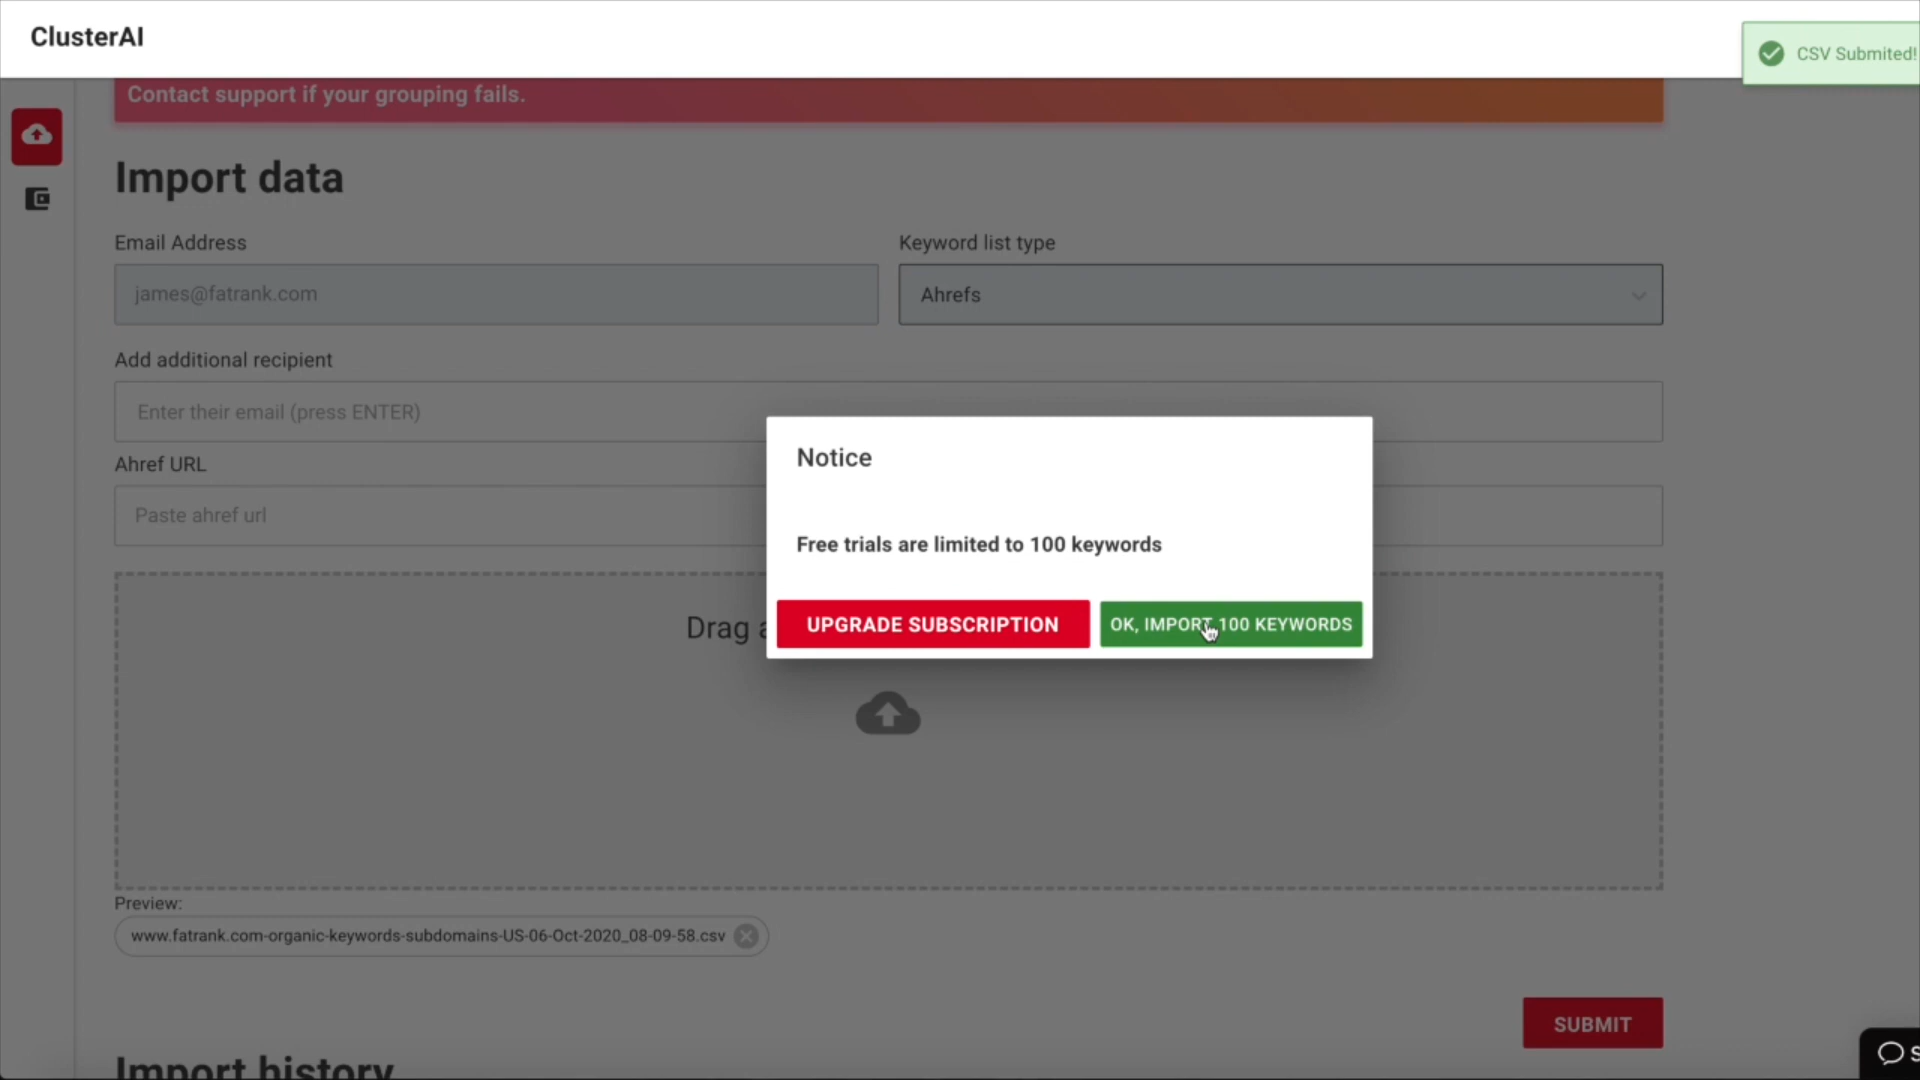 ClusterAI
CSV Submited!
Contact support if your grouping fails.
Import data
Email Address
Keyword list type
james@fatrank.com
Ahrefs
Add additional recipient
Enter their email (press ENTER)
Ahref URL
Paste ahref url
Notice
Free trials are limited to 100 keywords
UPGRADE SUBSCRIPTION
OK, IMPORT 100 KEYWORDS
Drag
Preview:
www.fatrank.com-organic-keywords-subdomains-US-06-Oct-2020_08-09-58.csv
SUBMIT
Import history